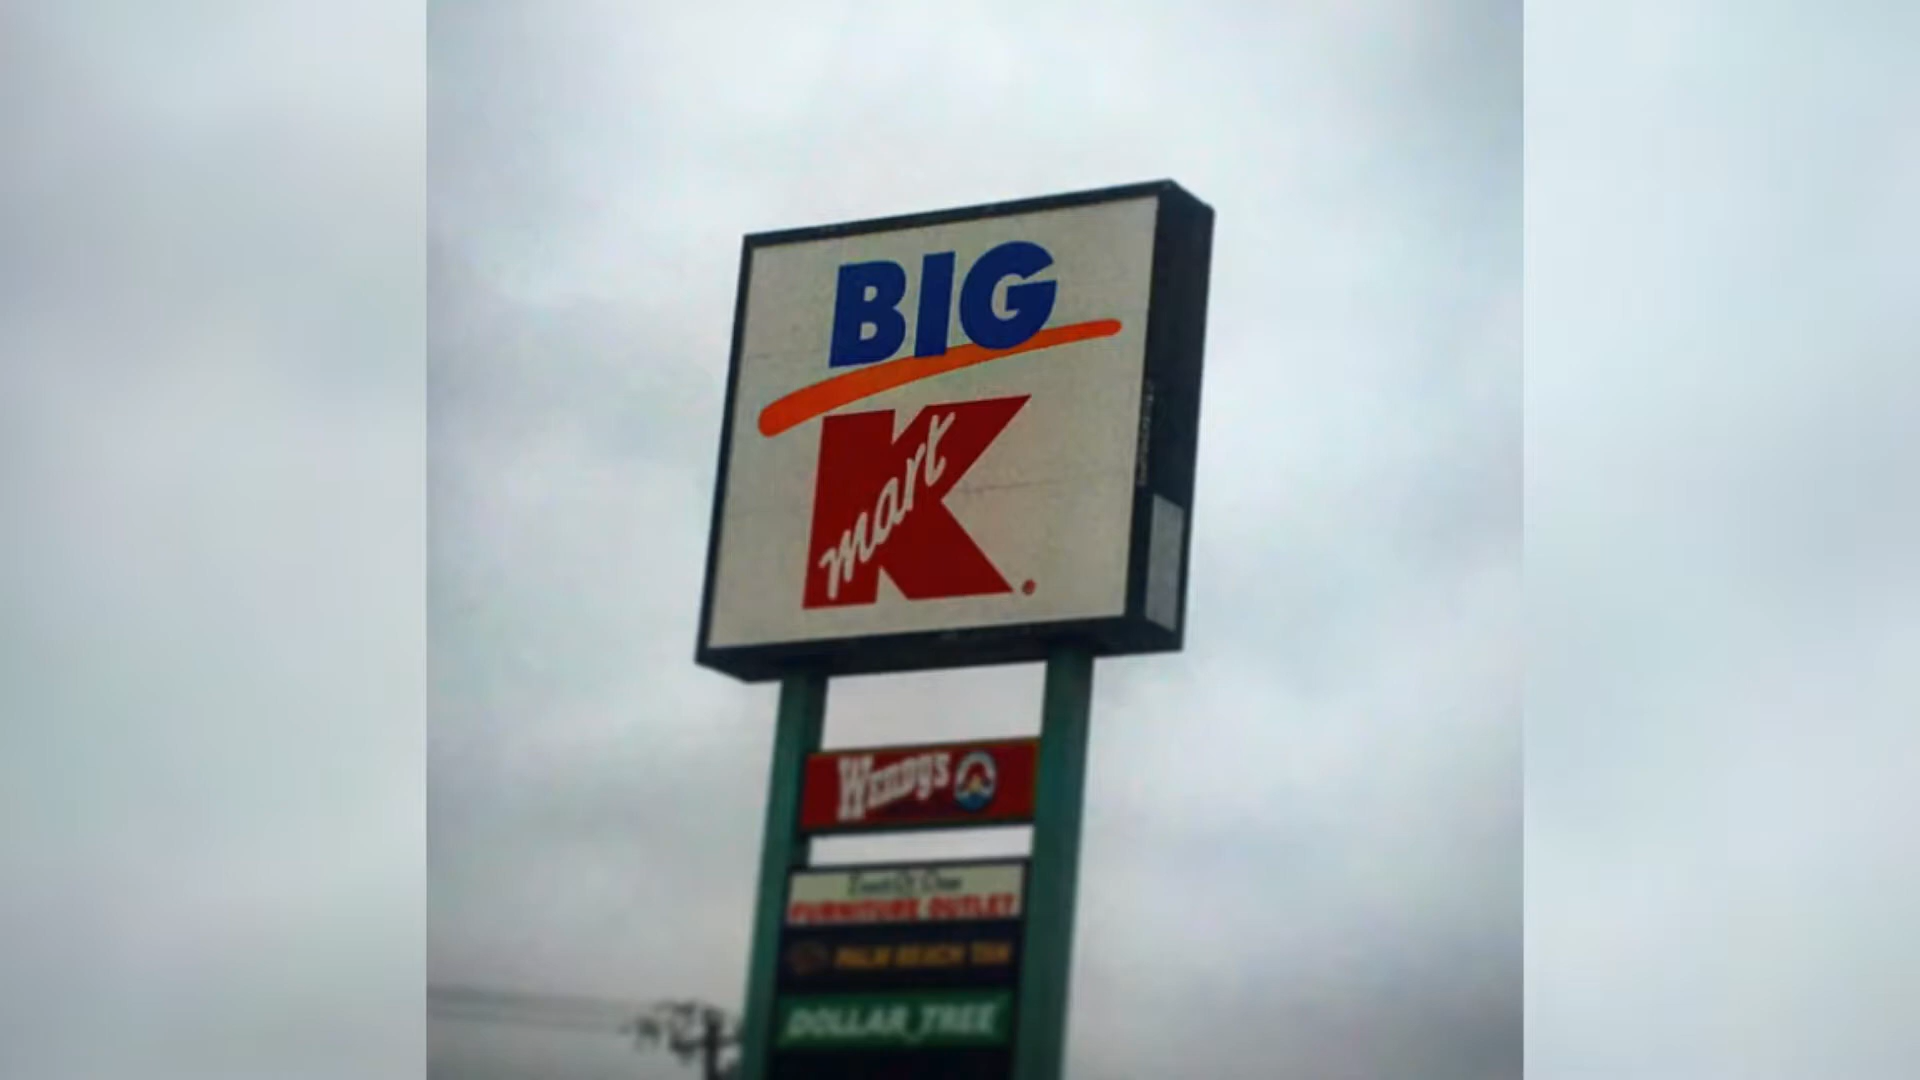 BIG
K
mart
Wendy's
FURNITURE OUTLET
PALM BEACH TAN
DOLLAR TREE